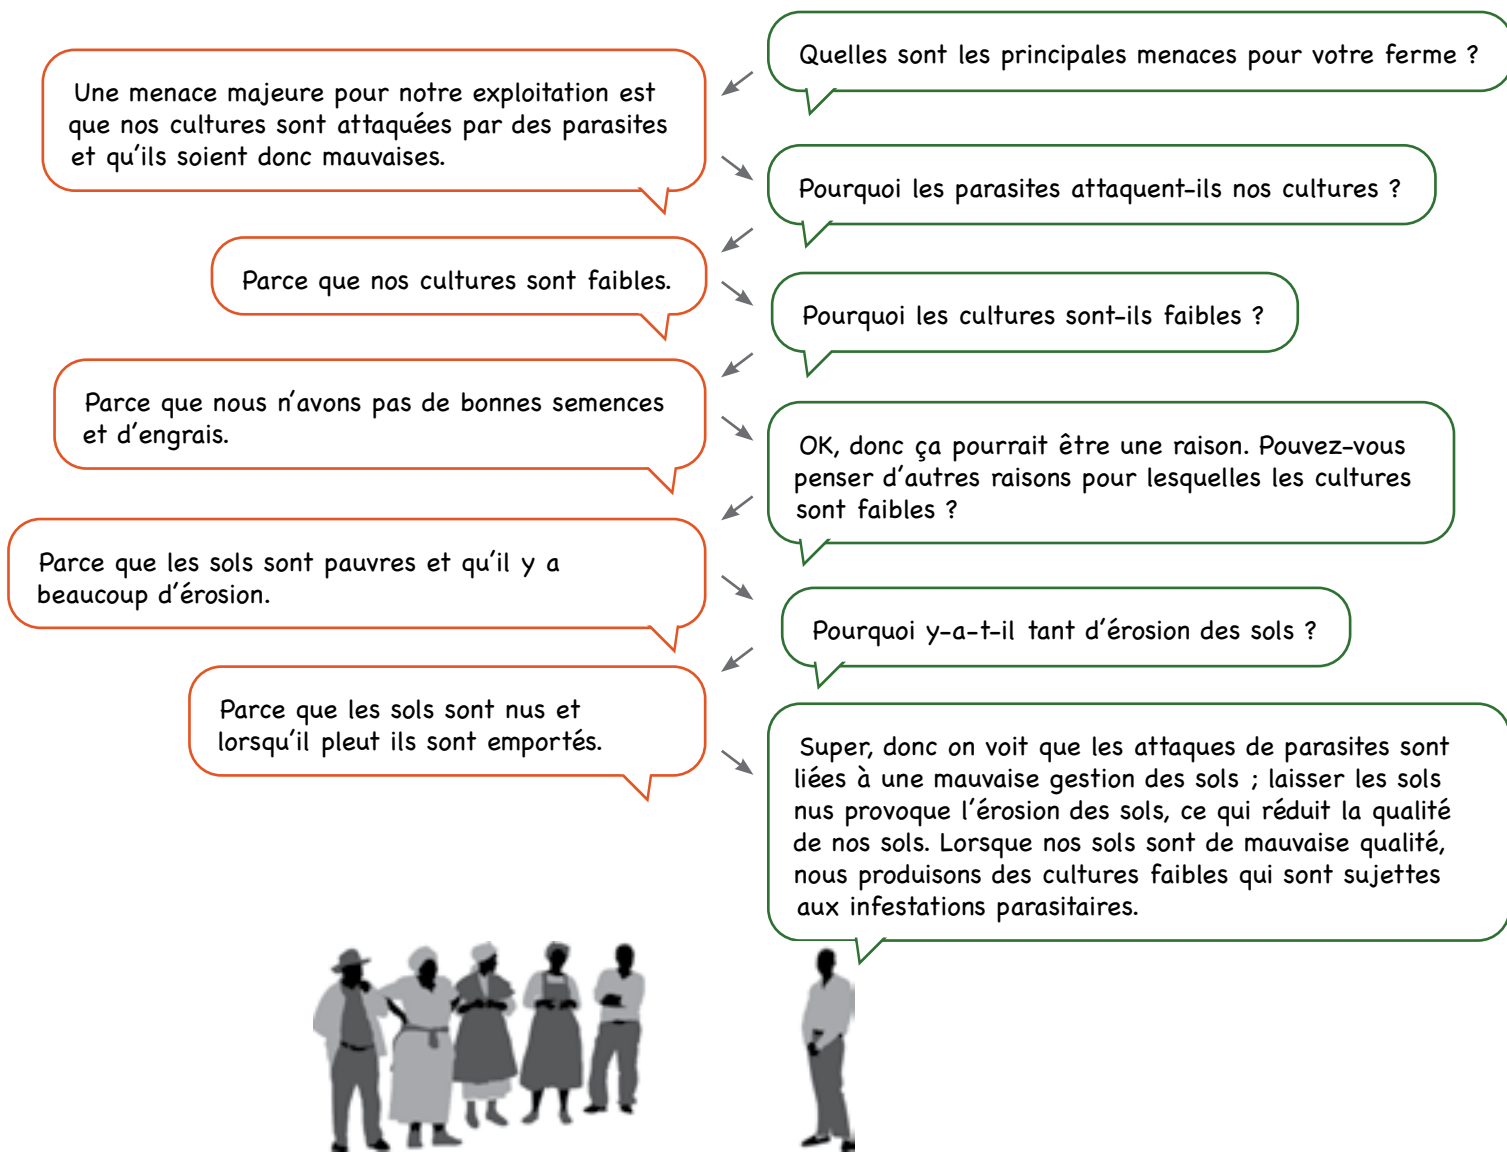 Quelles sont les principales menaces pour votre ferme ?
Une menace majeure pour notre exploitation est
que nos cultures sont attaquées par des parasites
et qu'ils soient donc mauvaises.
Pourquoi les parasites attaquent-ils nos cultures ?
Parce que nos cultures sont faibles.
Pourquoi les cultures sont-ils faibles ?
Parce que nous n'avons pas de bonnes semences
et d'engrais.
OK, donc ça pourrait être une raison. Pouvez-vous
penser d'autres raisons pour lesquelles les cultures
sont faibles ?
Parce que les sols sont pauvres et qu'il y a
beaucoup d'érosion.
Pourquoi y-a-t-il tant d'érosion des sols ?
Parce que les sols sont nus et
lorsqu'il pleut ils sont emportés.
Super, donc on voit que les attaques de parasites sont
liées à une mauvaise gestion des sols ; laisser les sols
nus provoque l'érosion des sols, ce qui réduit la qualité
de nos sols. Lorsque nos sols sont de mauvaise qualité,
nous produisons des cultures faibles qui sont sujettes
aux infestations parasitaires.